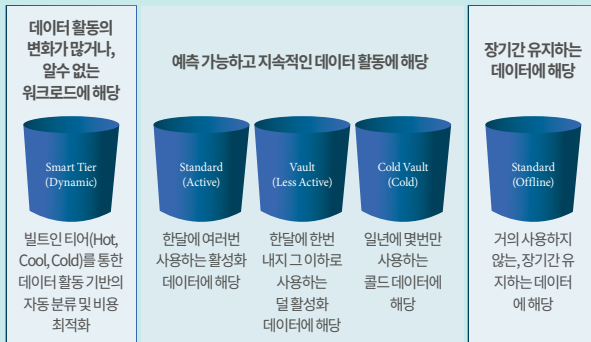 데이터 활동의
변화가 많거나,
알수 없는
워크로드에 해당
예측 가능하고 지속적인 데이터 활동에 해당
장기간 유지하는
데이터에 해당
Smart Tier
(Dynamic)
Standard
(Active)
Vault
(Less Active)
Cold Vault
(Cold)
Standard
(Offline)
빌트인 티어(Hot,
Cool, Cold)를 통한
데이터 활동 기반의
자동 분류 및 비용
최적화
한달에 여러번
사용하는 활성화
데이터에 해당
한달에 한번
내지 그 이하로
사용하는
덜 활성화
데이터에 해당
일년에 몇번만
사용하는
콜드 데이터에
해당
거의 사용하지
않는, 장기간 유
지하는 데이터
에 해당